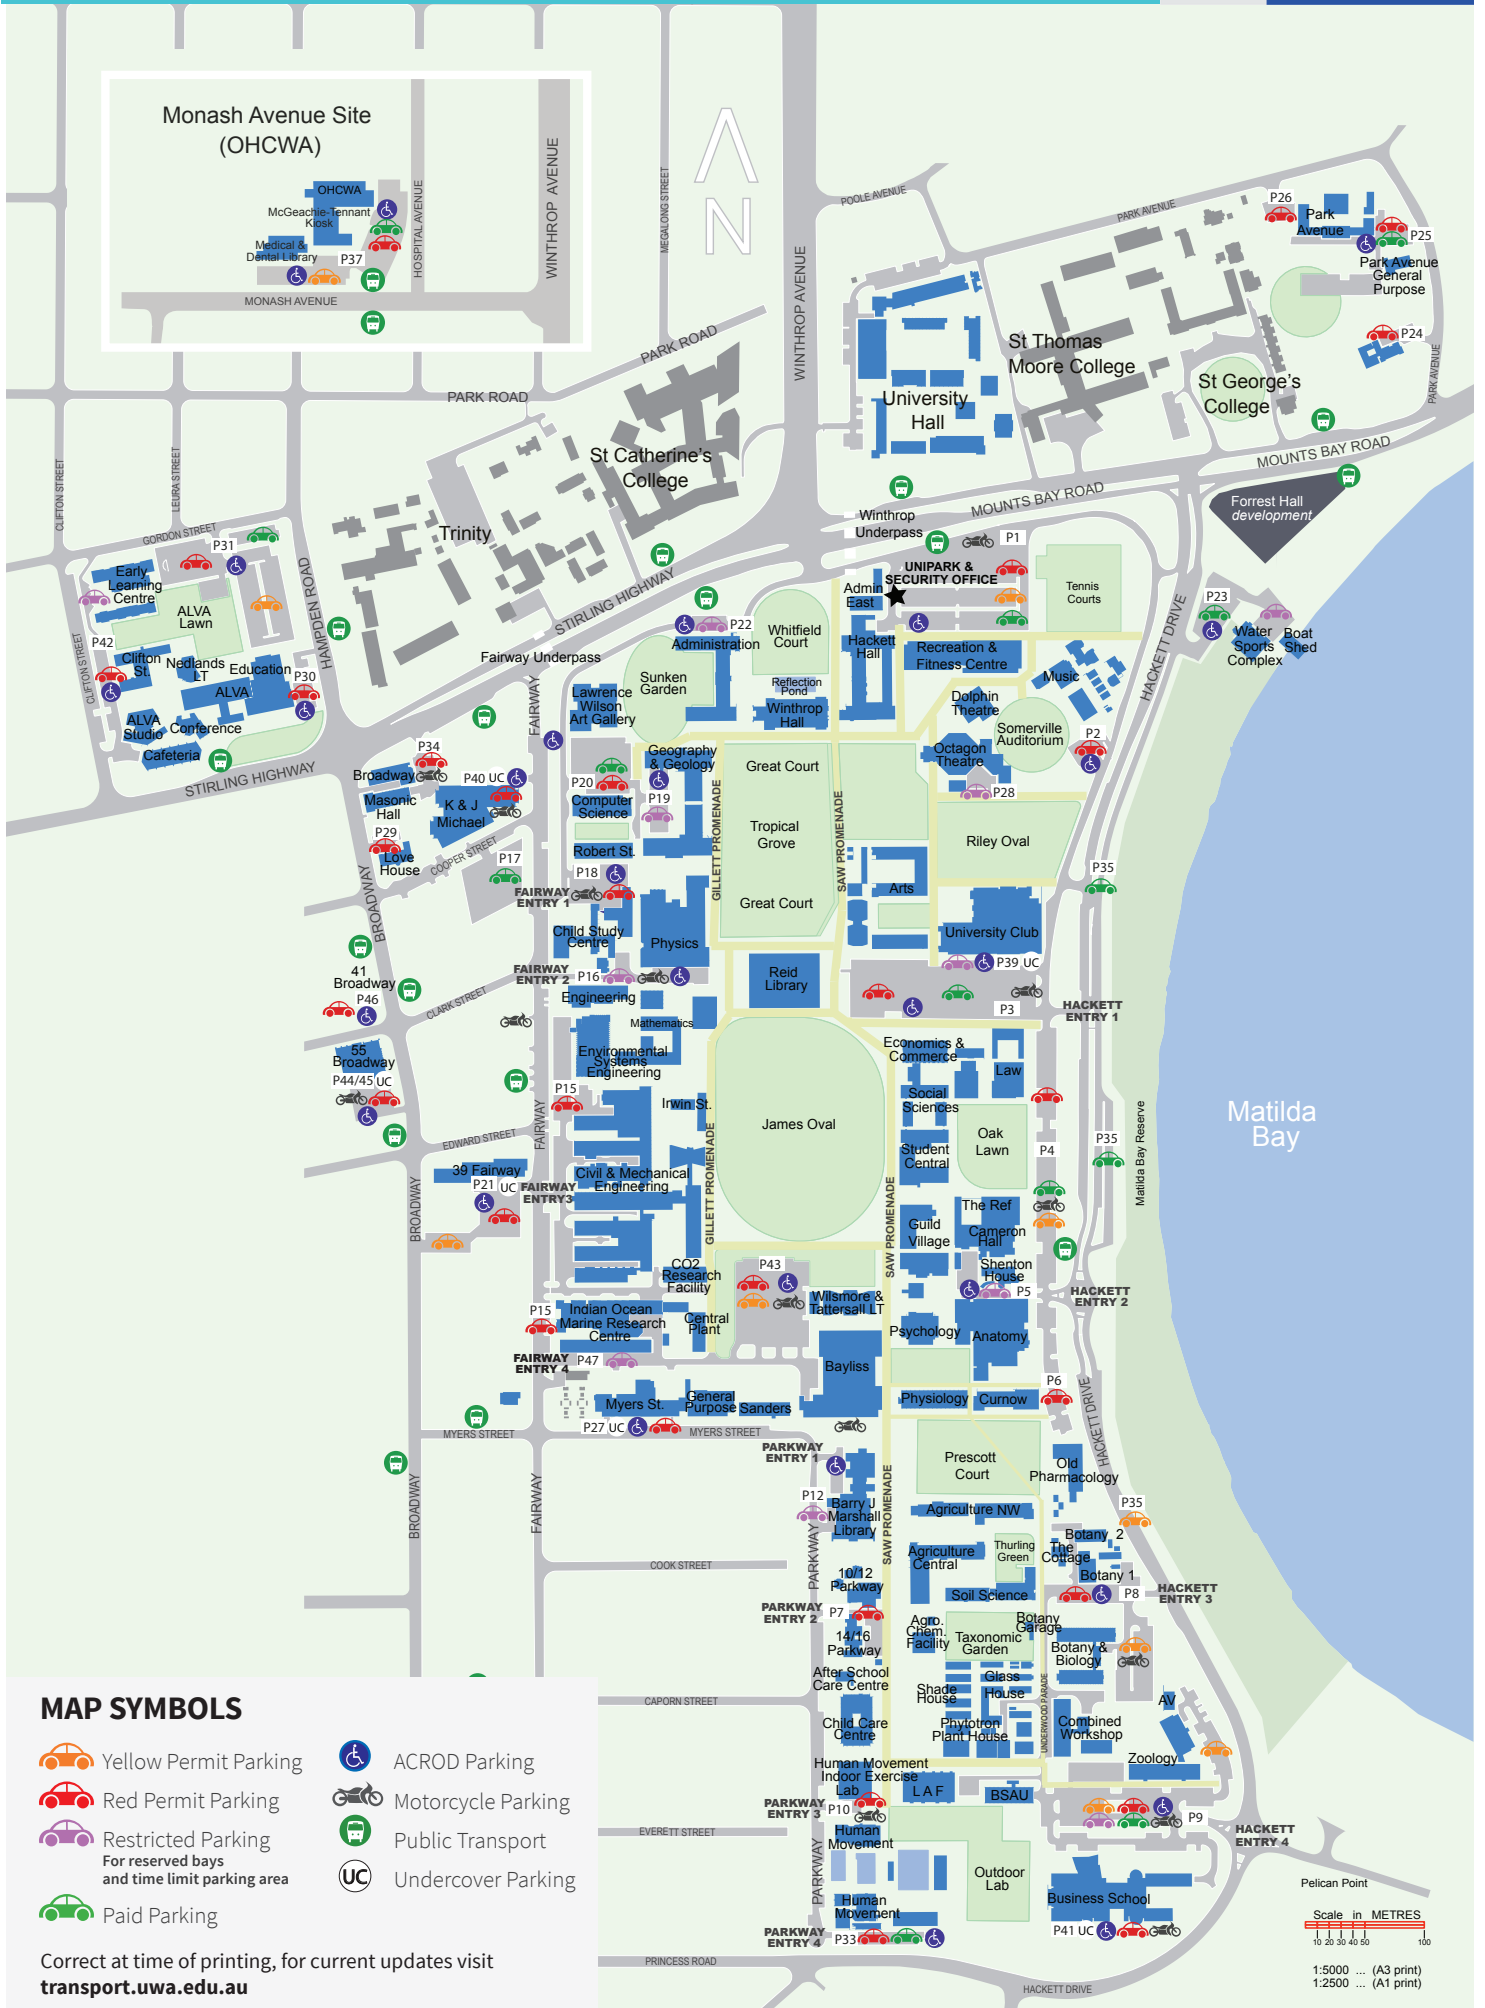 Monash Avenue Site
(OHCWA)
OHCWA
McGeachie-Tennant
Kiosk
Medical &
Dental Library
P37
MONASH AVENUE
HOSPITAL AVENUE
WINTHROP AVENUE
MEGALONG STREET
N
WINTHROP AVENUE
POOLE AVENUE
PARK AVENUE
P26
Park
Avenue
P25
Park Avenue
General
Purpose
P24
PARK AVENUE
PARK ROAD
PARK ROAD
St Thomas
Moore College
St George's
College
University
Hall
St Catherine's
College
Trinity
MOUNTS BAY ROAD
MOUNTS BAY ROAD
Forrest Hall
development
CLIFTON STREET
LEURA STREET
GORDON STREET
Winthrop
Underpass
P1
UNIPARK &
SECURITY OFFICE
Admin
East
Tennis
Courts
P31
Early
Learning
Centre
ALVA
Lawn
HAMPDEN ROAD
STIRLING HIGHWAY
P22
Administration
Whitfield
Court
Hackett
Hall
Recreation &
Fitness Centre
HACKETT DRIVE
P23
Water
Sports
Complex
Boat
Shed
P42
CLIFTON STREET
Clifton
St.
Nedlands
LT
Education
ALVA
P30
ALVA
Studio
Conference
Cafeteria
STIRLING HIGHWAY
Fairway Underpass
FAIRWAY
Lawrence
Wilson
Art Gallery
Sunken
Garden
Reflection
Pond
Winthrop
Hall
Music
Dolphin
Theatre
Somerville
Auditorium
P2
Octagon
Theatre
P28
Geography
& Geology
Great Court
P34
Broadway
P40 UC
Masonic
Hall
K & J
Michael
P29
Love
House
COOPER STREET
P20
Computer
Science
P19
Robert St.
GILLETT PROMENADE
Tropical
Grove
SAW PROMENADE
Riley Oval
P17
P18
FAIRWAY
ENTRY 1
Great Court
Arts
P35
BROADWAY
Child Study
Centre
Physics
University Club
FAIRWAY
ENTRY 2
P16
Reid
Library
P39 UC
41
Broadway
P46
CLARK STREET
Engineering
Mathematics
P3
HACKETT
ENTRY 1
55
Broadway
P44/45 UC
Environmental
Systems
Engineering
Economics &
Commerce
Law
P15
Irwin St.
James Oval
Social
Sciences
Oak
Lawn
Matilda
Bay
Matilda Bay Reserve
P4
P35
EDWARD STREET
FAIRWAY
39 Fairway
P21 UC
FAIRWAY
ENTRY3
Civil & Mechanical
Engineering
GILLETT PROMENADE
Student
Central
The Ref
Guild
Village
Cameron
Hall
BROADWAY
SAW PROMENADE
CO2
Research
Facility
P43
Shenton
House
P5
HACKETT
ENTRY 2
Wilsmore &
Tattersall LT
P15
Indian Ocean
Marine Research
Centre
Central
Plant
Psychology
Anatomy
FAIRWAY
ENTRY 4
P47
Bayliss
P6
HACKETT DRIVE
Myers St.
General
Purpose
Sanders
Physiology
Curnow
P27 UC
MYERS STREET
MYERS STREET
PARKWAY
ENTRY 1
Prescott
Court
Old
Pharmacology
BROADWAY
FAIRWAY
SAW PROMENADE
P12
Barry J
Marshall
Library
Agriculture NW
P35
PARKWAY
Agriculture
Central
Thurling
Green
Botany 2
The
Cottage
COOK STREET
10/12
Parkway
Botany 1
P8
HACKETT
ENTRY 3
Soil Science
PARKWAY
ENTRY 2
P7
14/16
Parkway
Agro.
Chem.
Facility
Taxonomic
Garden
Botany
Garage
Botany &
Biology
After School
Care Centre
Glass
House
Shade
House
CAPORN STREET
UNDERWOOD PARADE
AV
Child Care
Centre
Phytotron
Plant House
Combined
Workshop
Zoology
Human Movement
Indoor Exercise
Lab
L A F
BSAU
PARKWAY
ENTRY 3
P10
P9
HACKETT
ENTRY 4
EVERETT STREET
Human
Movement
PARKWAY
Outdoor
Lab
Business School
Pelican Point
Human
Movement
PARKWAY
ENTRY 4
P33
P41 UC
Scale in METRES
10 20 30 40 50 100
1:5000 ... (A3 print)
1:2500 ... (A1 print)
PRINCESS ROAD
HACKETT DRIVE
MAP SYMBOLS
Yellow Permit Parking
Red Permit Parking
Restricted Parking
For reserved bays
and time limit parking area
Paid Parking
ACROD Parking
Motorcycle Parking
Public Transport
UC Undercover Parking
Correct at time of printing, for current updates visit
transport.uwa.edu.au